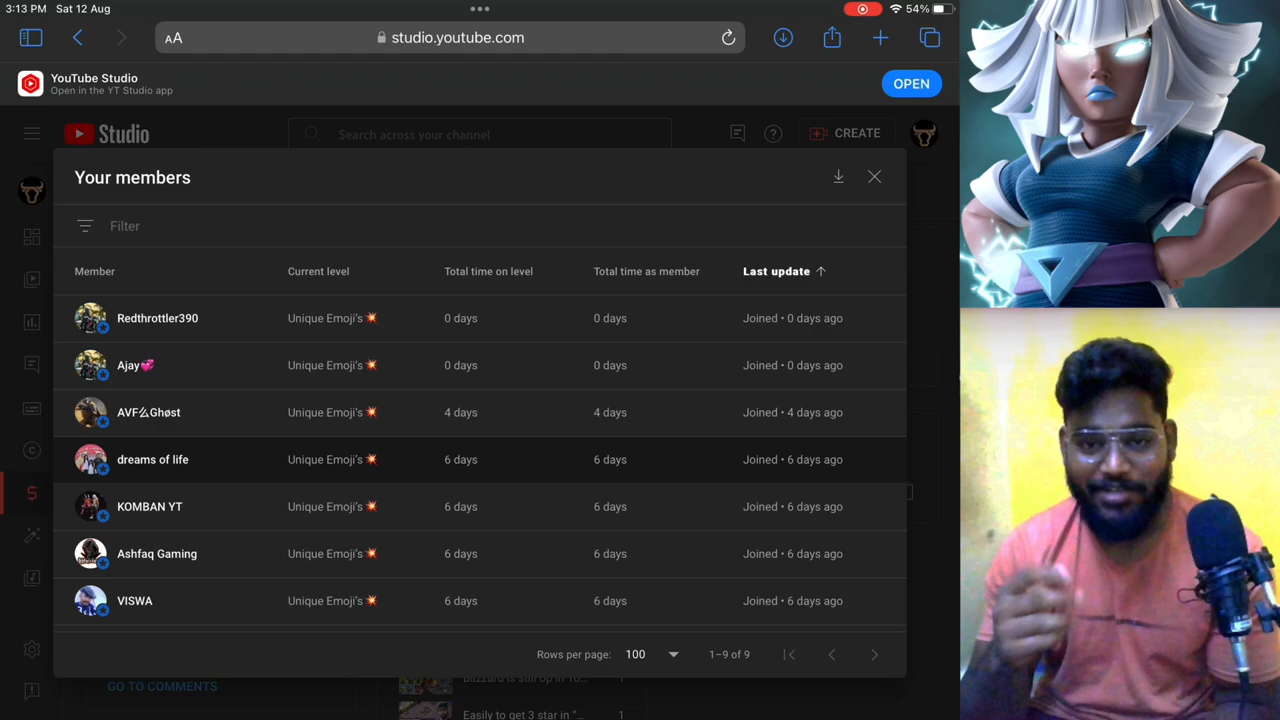 3:13 PM Sat 12 Aug
54%
AA
studio.youtube.com
YouTube Studio
Open in the YT Studio app
OPEN
Studio
Search across your channel
CREATE
Your members
Filter
Member Current level Total time on level Total time as member Last update
Redthrottler390 Unique Emoji's💥 0 days 0 days Joined • 0 days ago
Ajay💞 Unique Emoji's💥 0 days 0 days Joined • 0 days ago
AVF么Ghøst Unique Emoji's💥 4 days 4 days Joined • 4 days ago
dreams of life Unique Emoji's💥 6 days 6 days Joined • 6 days ago
KOMBAN YT Unique Emoji's💥 6 days 6 days Joined • 6 days ago
Ashfaq Gaming Unique Emoji's💥 6 days 6 days Joined • 6 days ago
VISWA Unique Emoji's💥 6 days 6 days Joined • 6 days ago
Rows per page: 100 1–9 of 9
GO TO COMMENTS
Blizzard is still op in 10... 1
Easily to get 3 star in "... 1